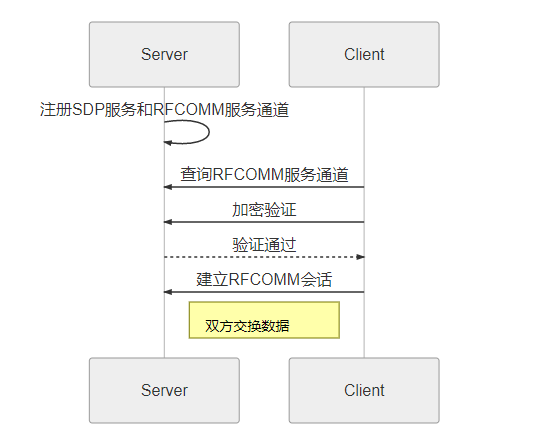 Server
Client
注册SDP服务和RFCOMM服务通道
查询RFCOMM服务通道
加密验证
验证通过
建立RFCOMM会话
双方交换数据
Server
Client